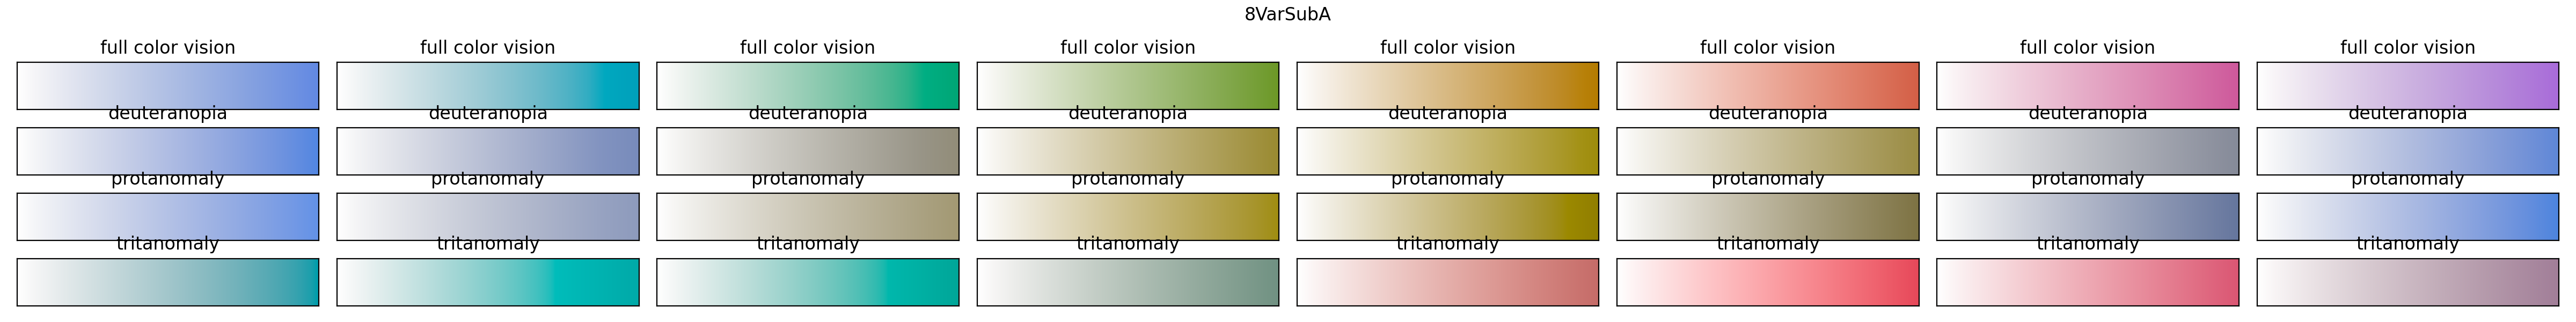 8VarSubA
full color vision full color vision full color vision full color vision full color vision full color vision full color vision full color vision
deuteranopia deuteranopia deuteranopia deuteranopia deuteranopia deuteranopia deuteranopia deuteranopia
protanomaly protanomaly protanomaly protanomaly protanomaly protanomaly protanomaly protanomaly
tritanomaly tritanomaly tritanomaly tritanomaly tritanomaly tritanomaly tritanomaly tritanomaly